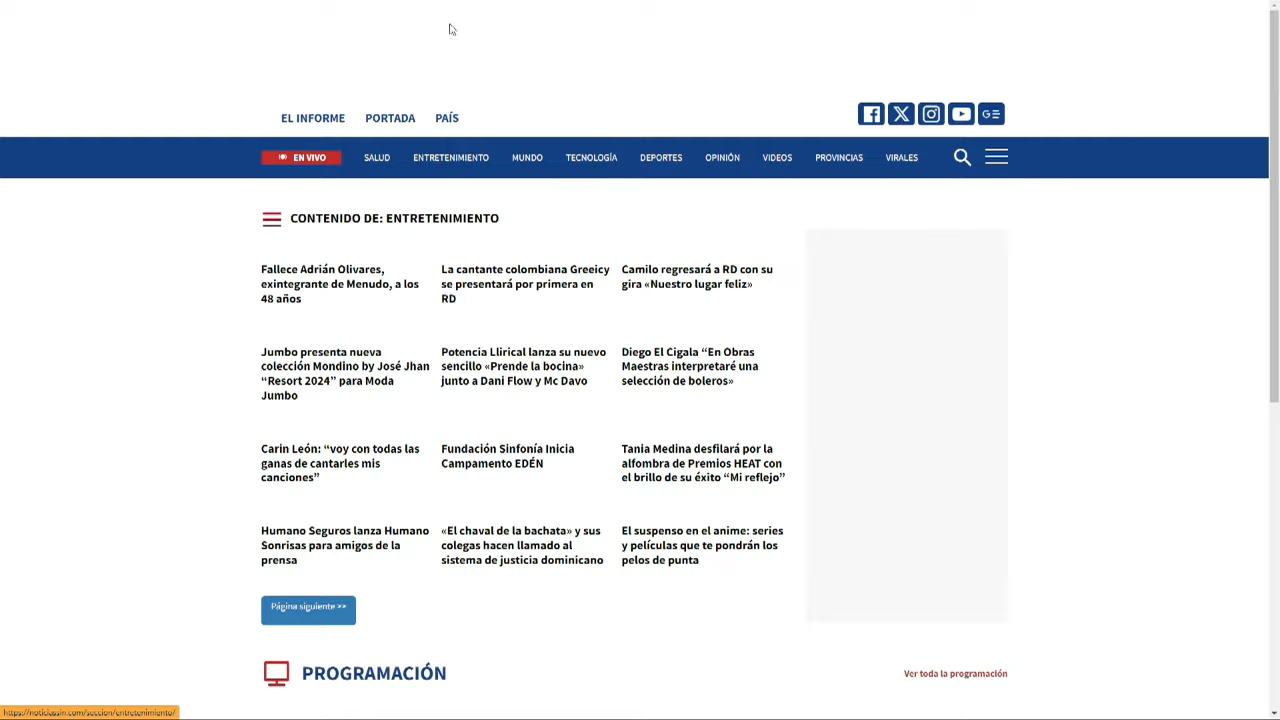 EL INFORME PORTADA PAÍS
EN VIVO SALUD ENTRETENIMIENTO MUNDO TECNOLOGÍA DEPORTES OPINIÓN VIDEOS PROVINCIAS VIRALES
CONTENIDO DE: ENTRETENIMIENTO
Fallece Adrián Olivares,
exintegrante de Menudo, a los
48 años
La cantante colombiana Greeicy
se presentará por primera en
RD
Camilo regresará a RD con su
gira «Nuestro lugar feliz»
Jumbo presenta nueva
colección Mondino by José Jhan
“Resort 2024” para Moda
Jumbo
Potencia Llirical lanza su nuevo
sencillo «Prende la bocina»
junto a Dani Flow y Mc Davo
Diego El Cigala “En Obras
Maestras interpretaré una
selección de boleros»
Carin León: “voy con todas las
ganas de cantarles mis
canciones”
Fundación Sinfonía Inicia
Campamento EDÉN
Tania Medina desfilará por la
alfombra de Premios HEAT con
el brillo de su éxito “Mi reflejo”
Humano Seguros lanza Humano
Sonrisas para amigos de la
prensa
«El chaval de la bachata» y sus
colegas hacen llamado al
sistema de justicia dominicano
El suspenso en el anime: series
y películas que te pondrán los
pelos de punta
Página siguiente >>
PROGRAMACIÓN
Ver toda la programación
https://noticiassin.com/seccion/entretenimiento/